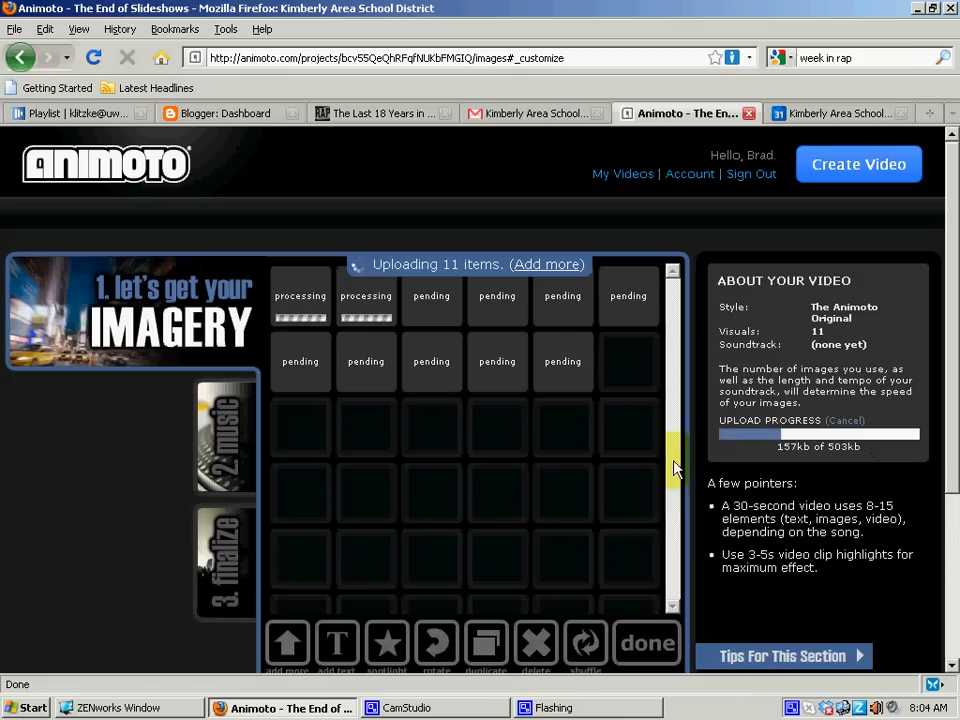 Animoto - The End of Slideshows - Mozilla Firefox: Kimberly Area School District
File Edit View History Bookmarks Tools Help
http://animoto.com/projects/bcv55QeQhRFqfNUKbFMGIQ/images#_customize
week in rap
Getting Started Latest Headlines
Playlist | klitzke@uw... Blogger: Dashboard The Last 18 Years in ... Kimberly Area School... Animoto - The En... Kimberly Area School...
ANIMOTO
Hello, Brad.
My Videos | Account | Sign Out
Create Video
1. let's get your
IMAGERY
Uploading 11 items. (Add more)
processing processing pending pending pending pending
pending pending pending pending pending
2. music
3. finalize
ABOUT YOUR VIDEO
Style: The Animoto Original
Visuals: 11
Soundtrack: (none yet)
The number of images you use, as
well as the length and tempo of your
soundtrack, will determine the speed
of your images.
UPLOAD PROGRESS (Cancel)
157kb of 503kb
A few pointers:
A 30-second video uses 8-15
elements (text, images, video),
depending on the song.
Use 3-5s video clip highlights for
maximum effect.
Tips For This Section
T done
add more add text spotlight rotate duplicate delete shuffle
Done
Start ZENworks Window Animoto - The End of ... CamStudio Flashing 8:04 AM